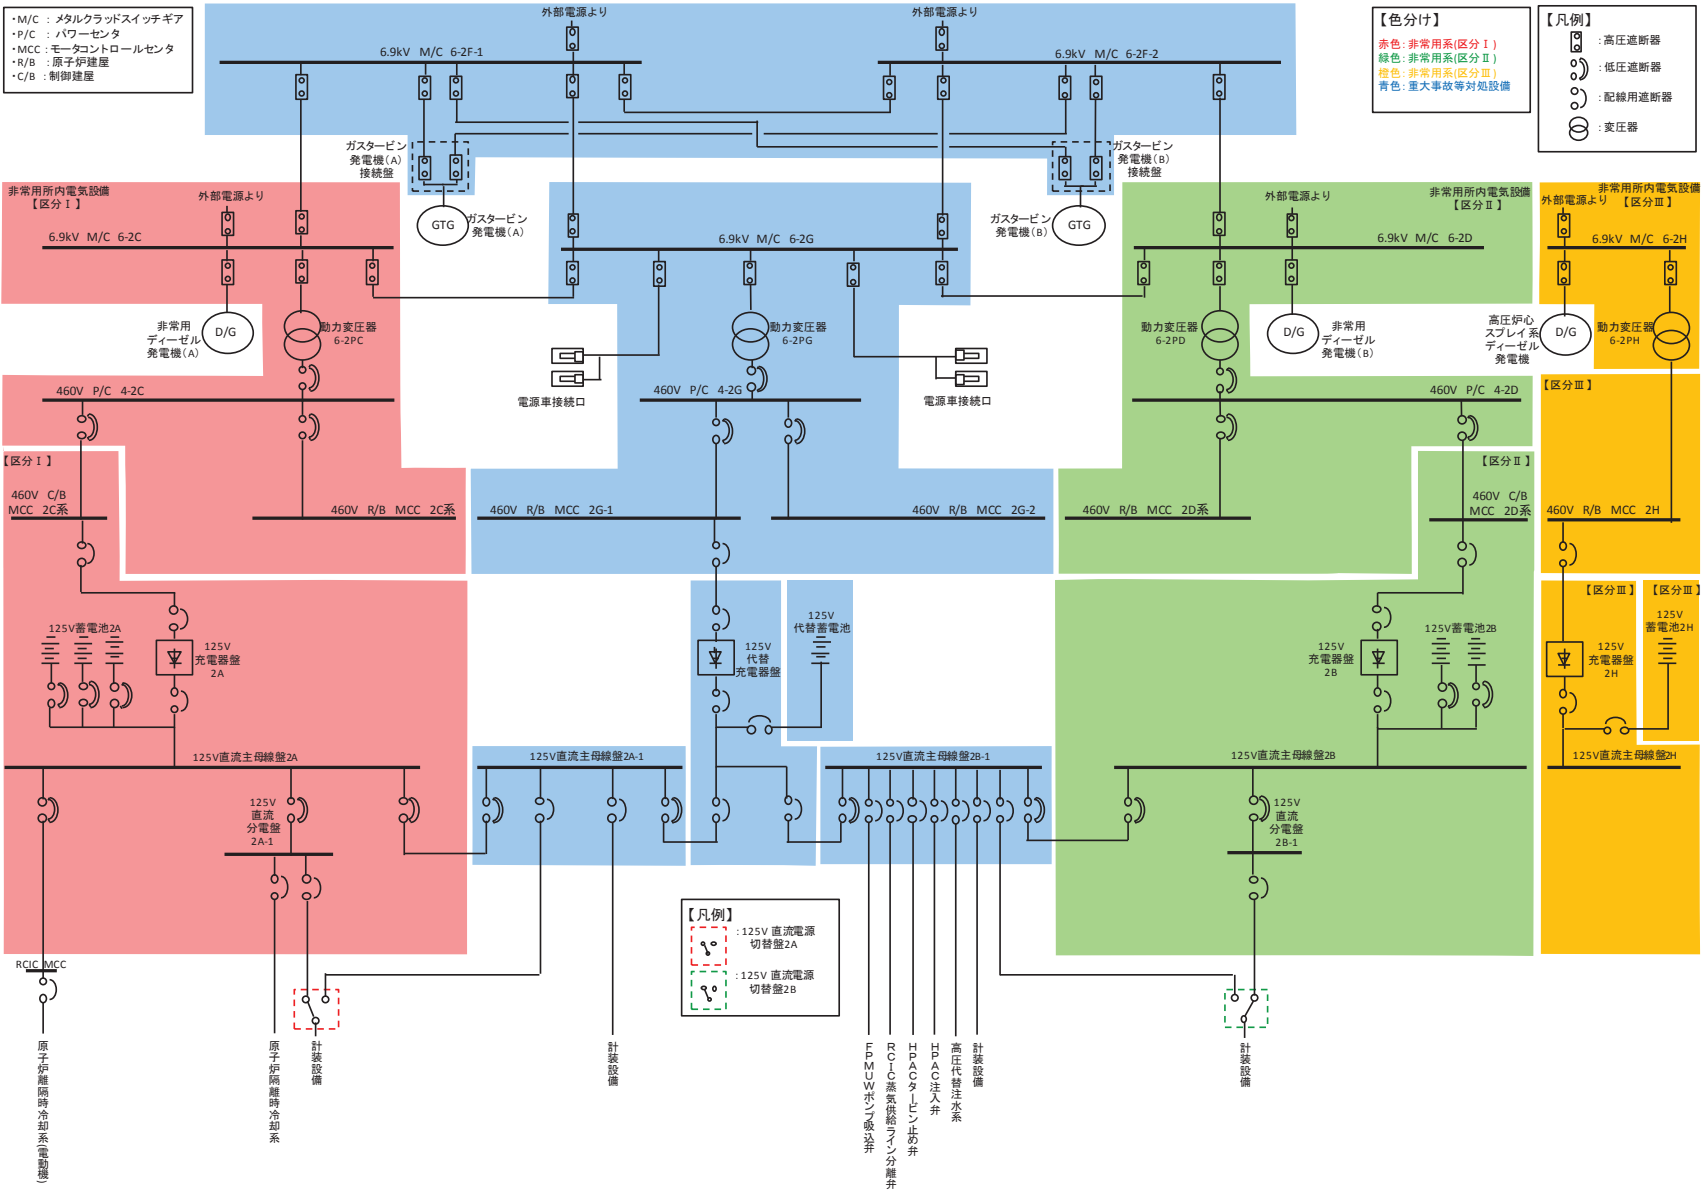 ・M/C : メタルクラッドスイッチギア
・P/C : パワーセンタ
・MCC : モータコントロールセンタ
・R/B : 原子炉建屋
・C/B : 制御建屋
外部電源より
外部電源より
6.9kV M/C 6-2F-1
6.9kV M/C 6-2F-2
【色分け】
赤色：非常用系(区分Ⅰ)
緑色：非常用系(区分Ⅱ)
橙色：非常用系(区分Ⅲ)
青色：重大事故等対処設備
【凡例】
：高圧遮断器
：低圧遮断器
：配線用遮断器
：変圧器
ガスタービン
発電機(A)
接続盤
ガスタービン
発電機(B)
接続盤
GTG
ガスタービン
発電機(A)
ガスタービン
発電機(B)
GTG
非常用所内電気設備
【区分Ⅰ】
外部電源より
6.9kV M/C 6-2C
6.9kV M/C 6-2G
外部電源より
非常用所内電気設備
【区分Ⅱ】
6.9kV M/C 6-2D
非常用所内電気設備
【区分Ⅲ】
外部電源より
6.9kV M/C 6-2H
非常用
ディーゼル
発電機(A)
D/G
動力変圧器
6-2PC
動力変圧器
6-2PG
動力変圧器
6-2PD
D/G
非常用
ディーゼル
発電機(B)
高圧炉心
スプレイ系
ディーゼル
発電機
D/G
動力変圧器
6-2PH
電源車接続口
電源車接続口
460V P/C 4-2C
460V P/C 4-2G
460V P/C 4-2D
【区分Ⅲ】
【区分Ⅰ】
【区分Ⅱ】
460V C/B
MCC 2C系
460V R/B MCC 2C系
460V R/B MCC 2G-1
460V R/B MCC 2G-2
460V R/B MCC 2D系
460V C/B
MCC 2D系
460V R/B MCC 2H
【区分Ⅲ】
【区分Ⅲ】
125V蓄電池2A
125V
充電器盤
2A
125V
代替
充電器盤
125V
代替蓄電池
125V
充電器盤
2B
125V蓄電池2B
125V
充電器盤
2H
125V
蓄電池2H
125V直流主母線盤2A
125V直流主母線盤2A-1
125V直流主母線盤2B-1
125V直流主母線盤2B
125V直流主母線盤2H
125V
直流
分電盤
2A-1
125V
直流
分電盤
2B-1
【凡例】
：125V 直流電源
切替盤2A
：125V 直流電源
切替盤2B
RCIC MCC
原子炉隔離時冷却系(電動機)
原子炉隔離時冷却系
計装設備
計装設備
FPMUWポンプ吸込弁
RCIC蒸気供給ライン分離弁
HPACタービン止め弁
HPAC注入弁
高圧代替注水系
計装設備
計装設備